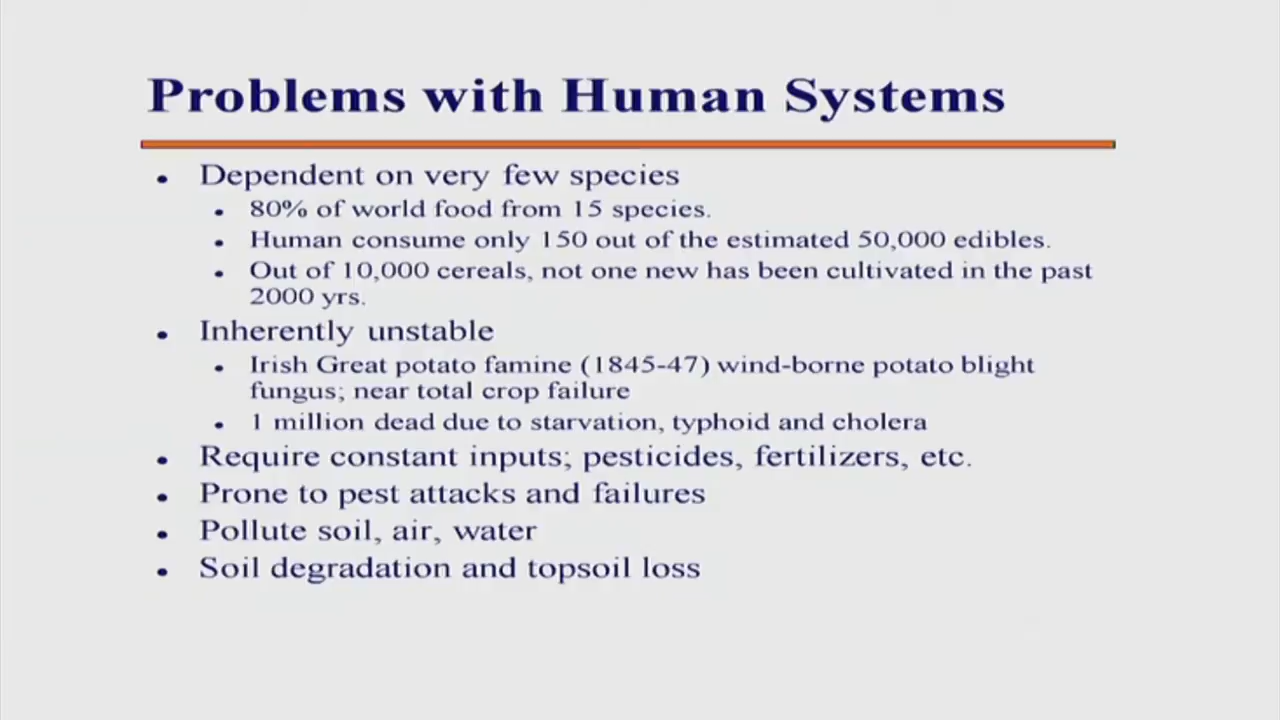 Problems with Human Systems
• Dependent on very few species
• 80% of world food from 15 species.
• Human consume only 150 out of the estimated 50,000 edibles.
• Out of 10,000 cereals, not one new has been cultivated in the past
2000 yrs.
• Inherently unstable
• Irish Great potato famine (1845-47) wind-borne potato blight
fungus; near total crop failure
• 1 million dead due to starvation, typhoid and cholera
• Require constant inputs; pesticides, fertilizers, etc.
• Prone to pest attacks and failures
• Pollute soil, air, water
• Soil degradation and topsoil loss